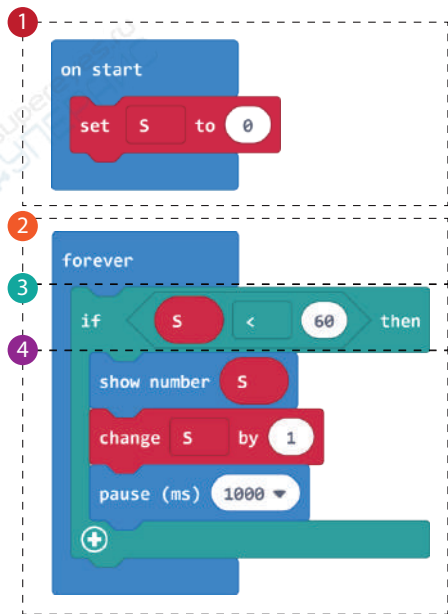 1
on start
set S to 0
2
forever
3
if S < 60 then
4
show number S
change S by 1
pause (ms) 1000